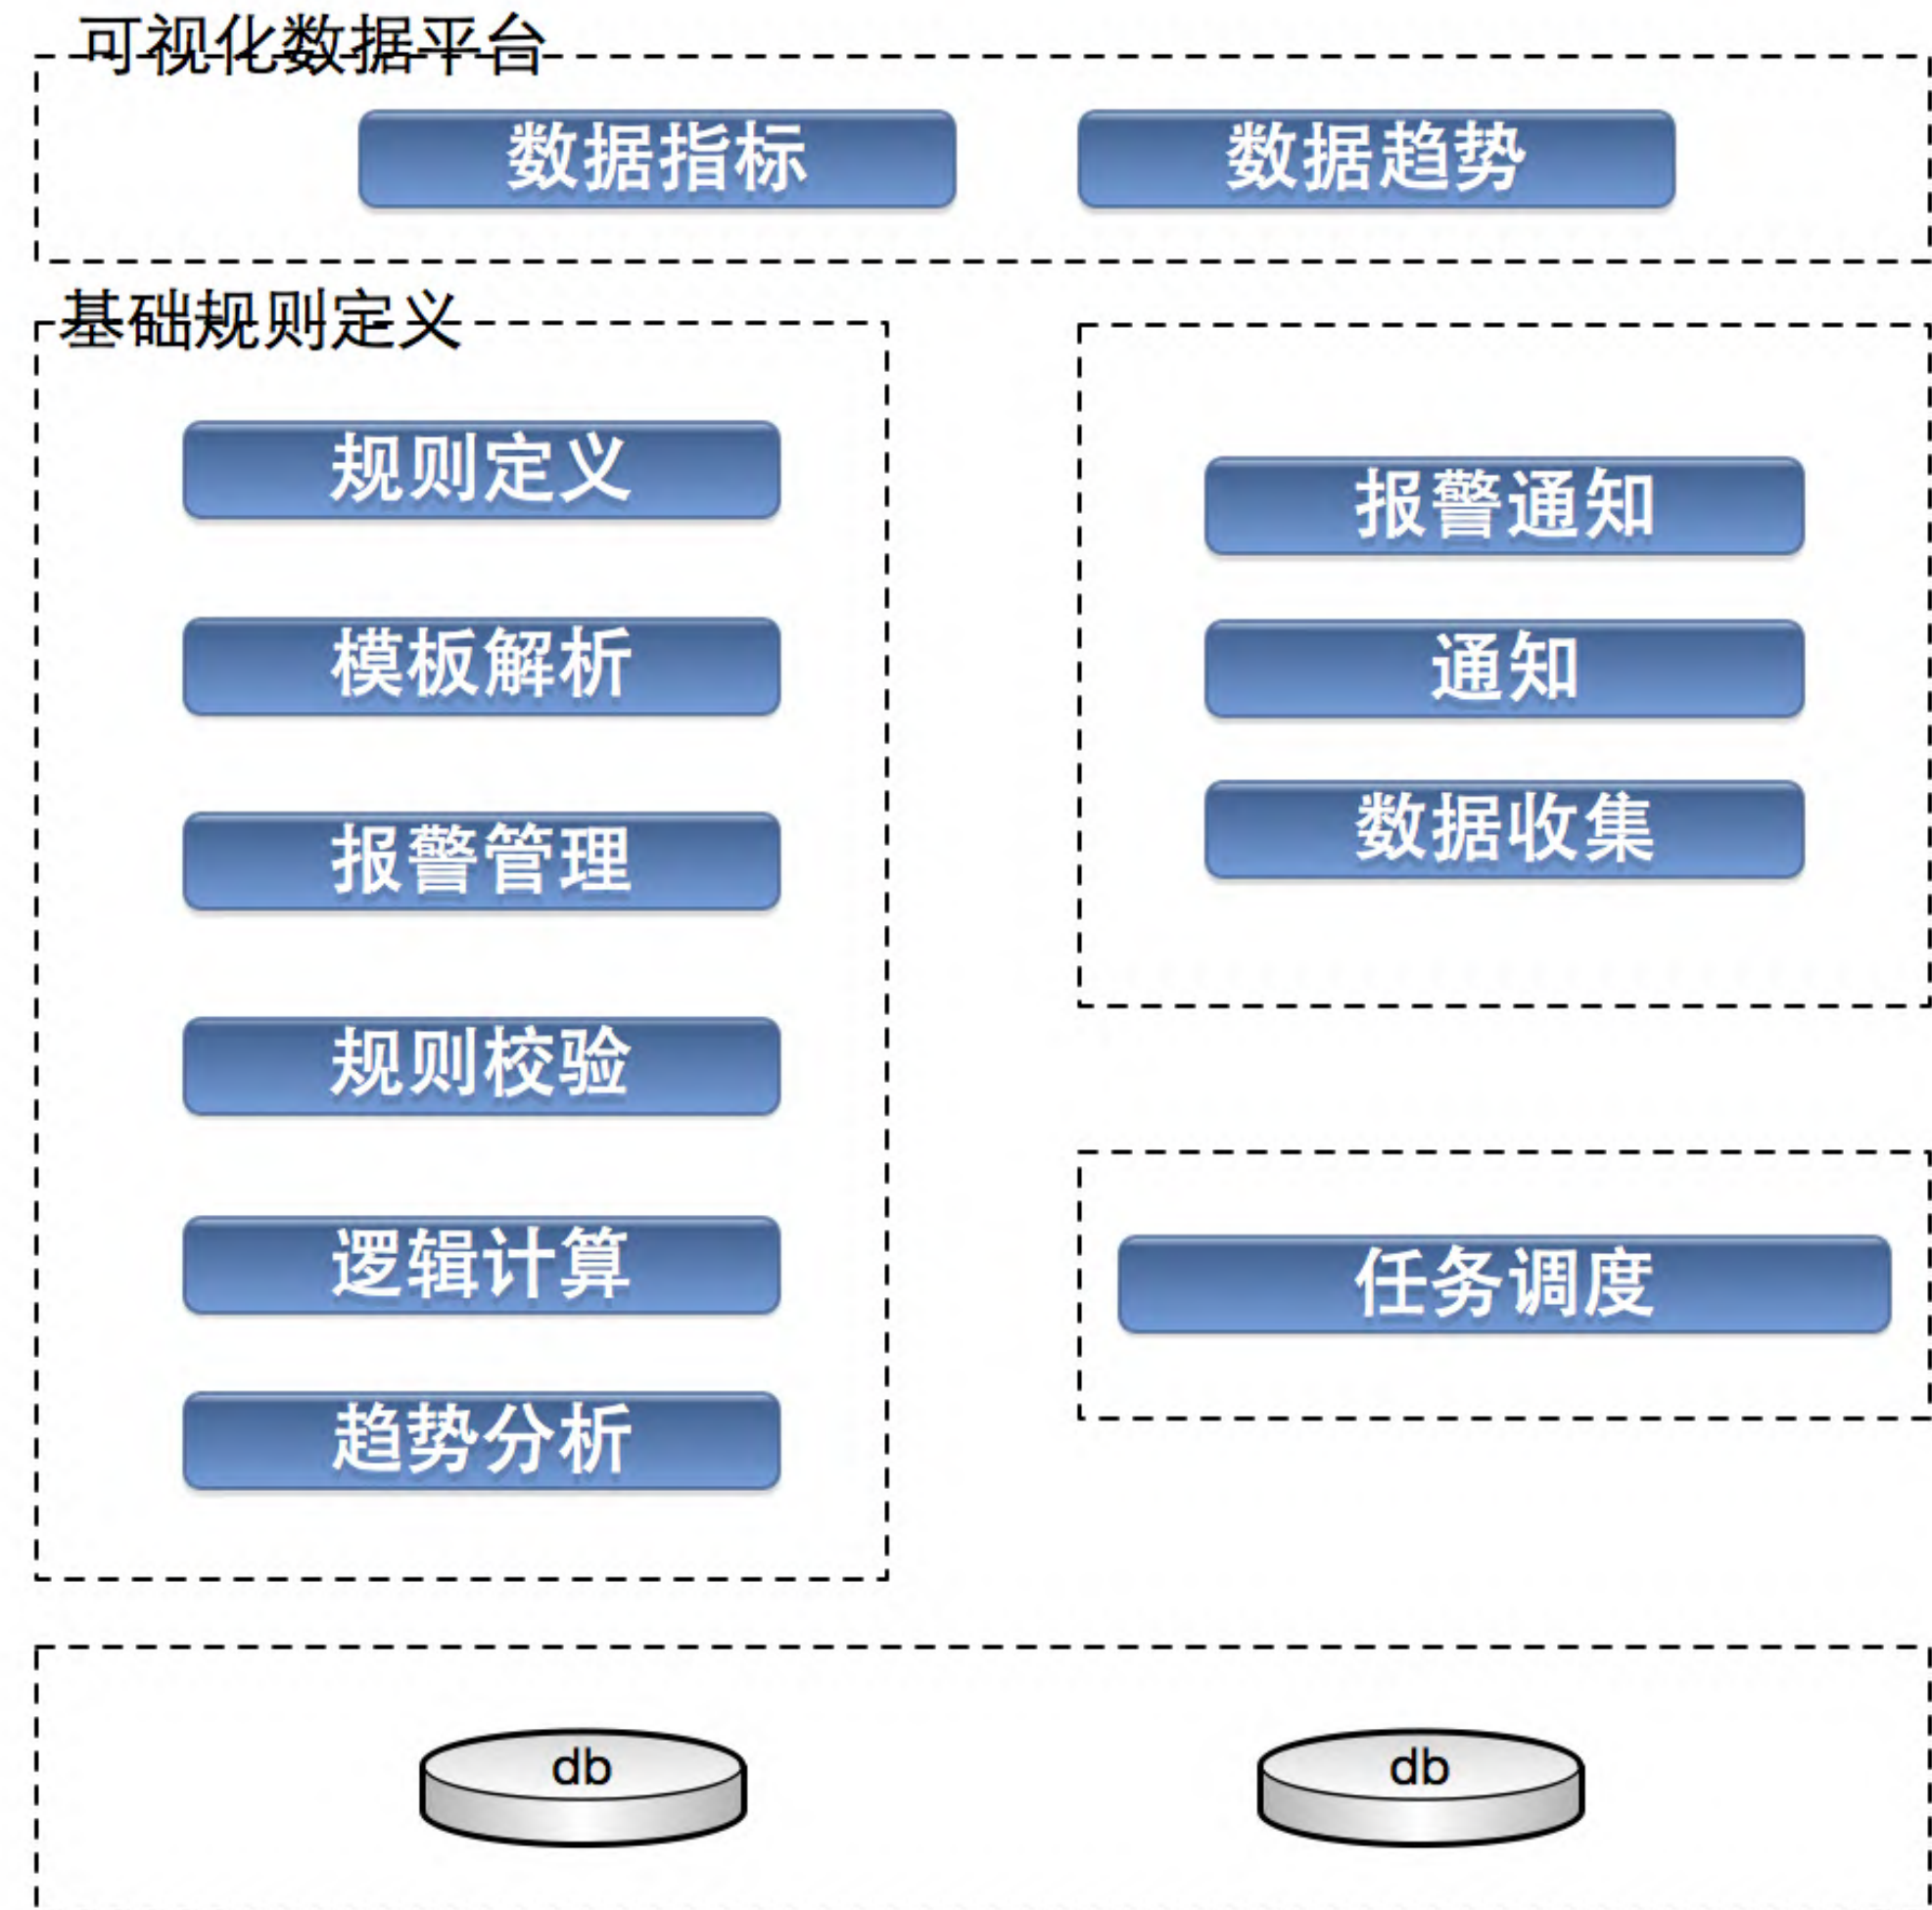 可视化数据平台
数据指标
数据趋势
基础规则定义
规则定义
模板解析
报警管理
规则校验
逻辑计算
趋势分析
报警通知
通知
数据收集
任务调度
db
db